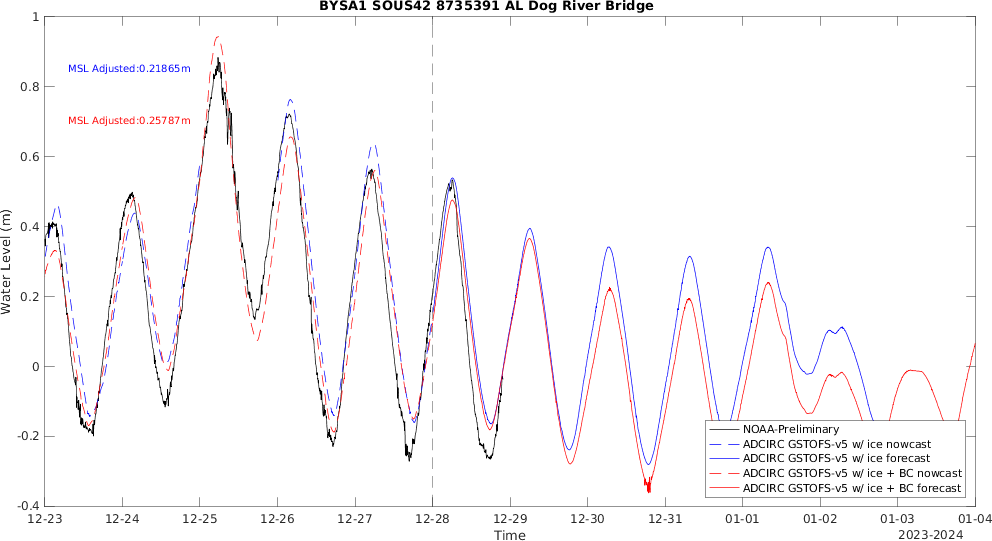 BYSA1 SOUS42 8735391 AL Dog River Bridge
MSL Adjusted:0.21865m
MSL Adjusted:0.25787m
Water Level (m)
1
0.8
0.6
0.4
0.2
0
-0.2
-0.4
NOAA-Preliminary
ADCIRC GSTOFS-v5 w/ ice nowcast
ADCIRC GSTOFS-v5 w/ ice forecast
ADCIRC GSTOFS-v5 w/ ice + BC nowcast
ADCIRC GSTOFS-v5 w/ ice + BC forecast
12-23 12-24 12-25 12-26 12-27 12-28 12-29 12-30 12-31 01-01 01-02 01-03 01-04
Time
2023-2024